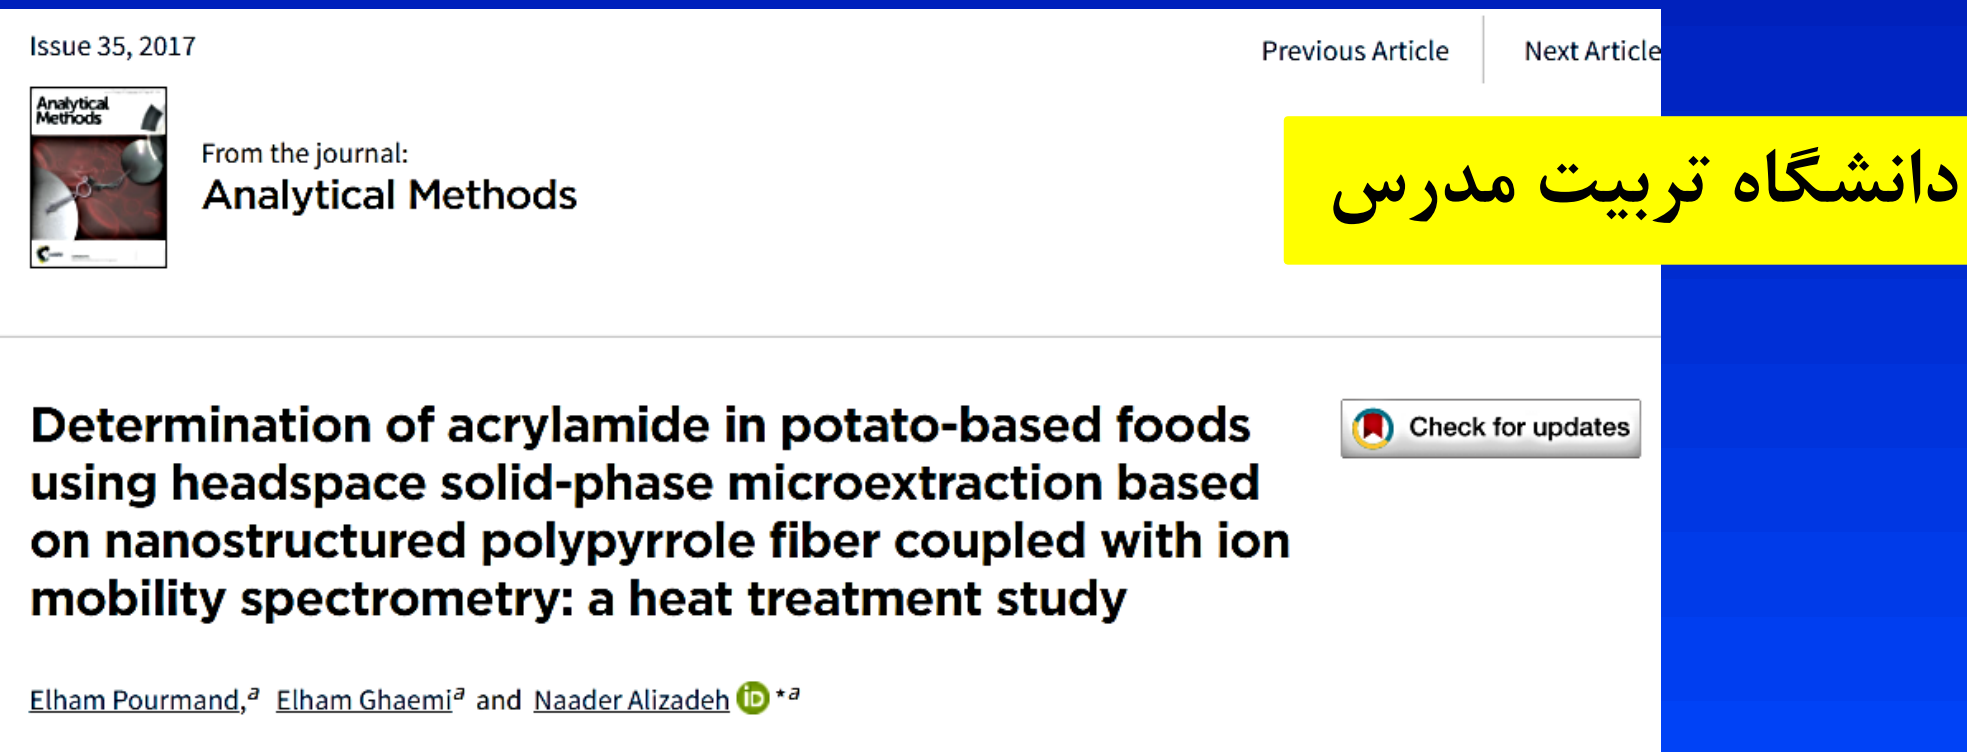 Issue 35, 2017
Previous Article
Next Article
Analytical
Methods
From the journal:
Analytical Methods
دانشگاه تربیت مدرس
Determination of acrylamide in potato-based foods
using headspace solid-phase microextraction based
on nanostructured polypyrrole fiber coupled with ion
mobility spectrometry: a heat treatment study
Check for updates
Elham Pourmand,a Elham Ghaemia and Naader Alizadeh iD *a